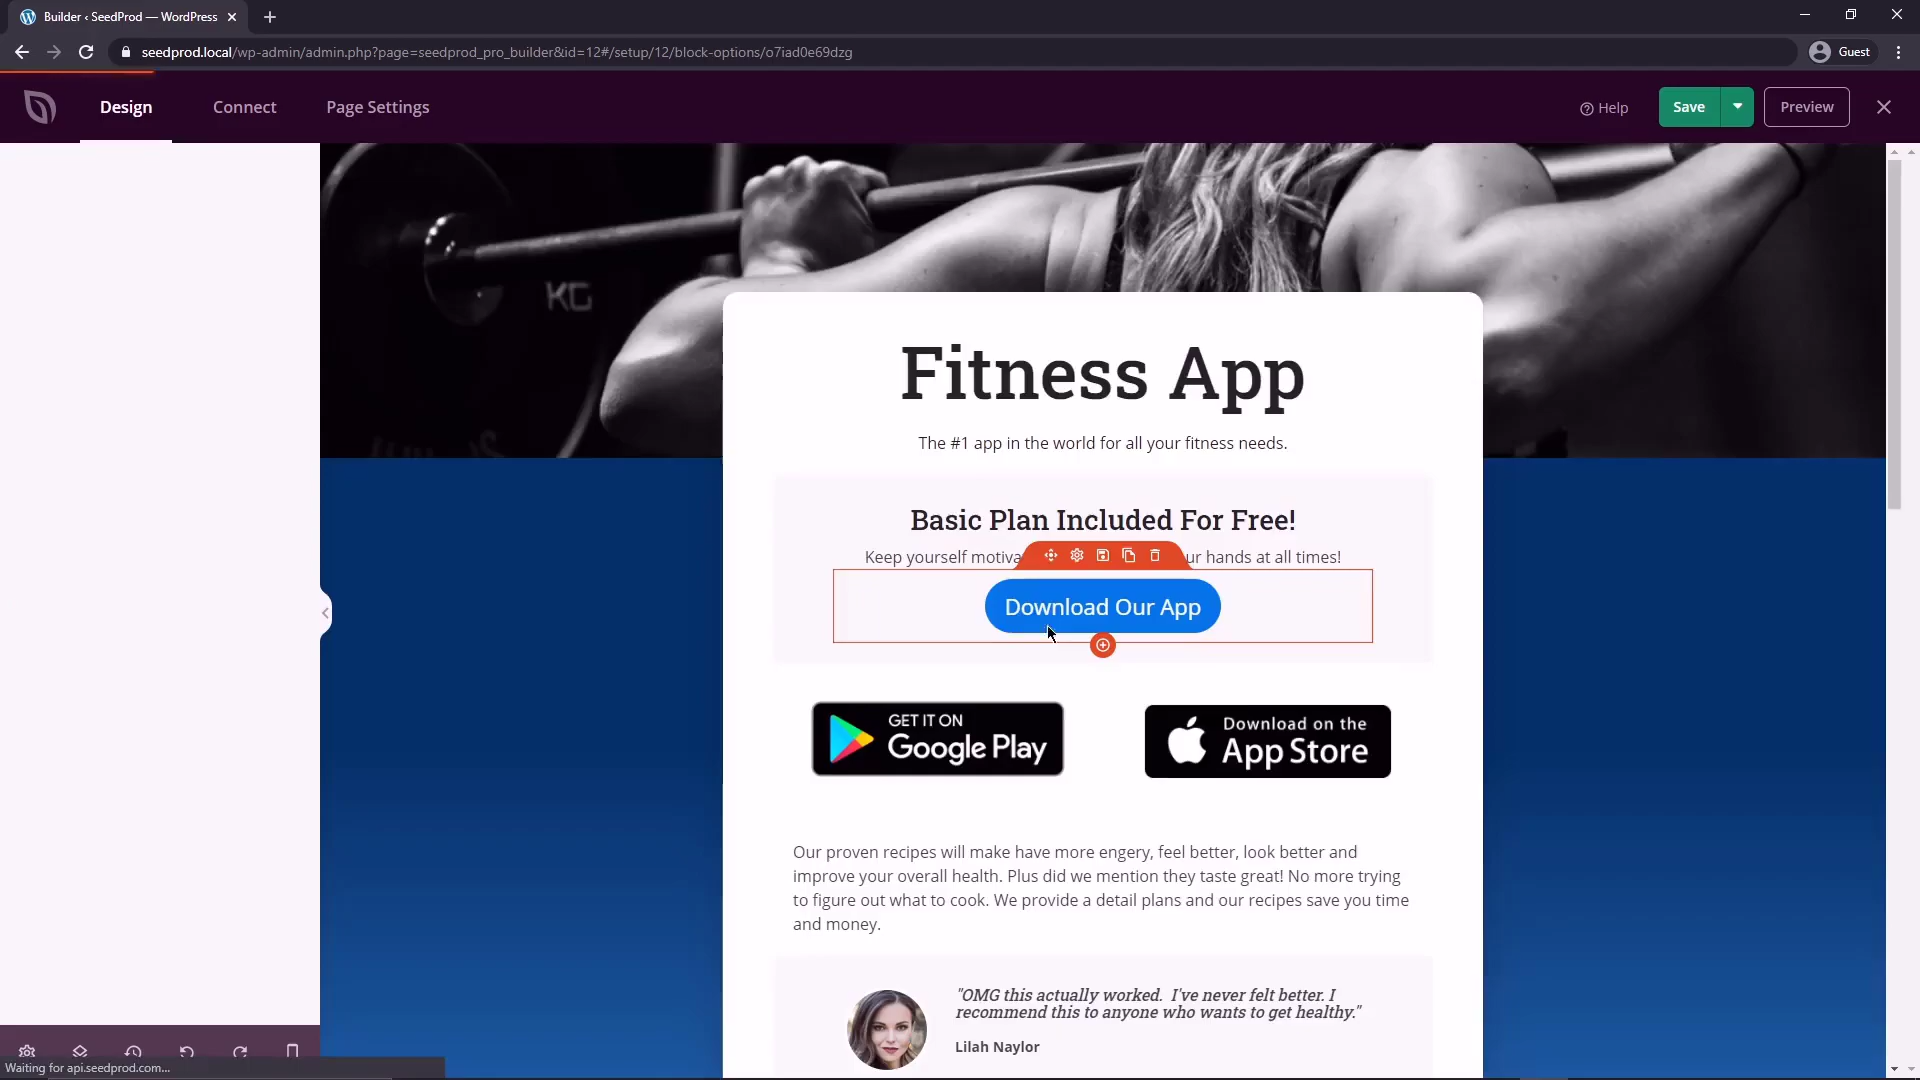 Builder ‹ SeedProd — WordPress
seedprod.local/wp-admin/admin.php?page=seedprod_pro_builder&id=12#/setup/12/block-options/o7iad0e69dzg
Guest
Design
Connect
Page Settings
Help
Save
Preview
KG
Fitness App
The #1 app in the world for all your fitness needs.
Basic Plan Included For Free!
Keep yourself motiva ur hands at all times!
Download Our App
GET IT ON
Google Play
Download on the
App Store
Our proven recipes will make have more engery, feel better, look better and
improve your overall health. Plus did we mention they taste great! No more trying
to figure out what to cook. We provide a detail plans and our recipes save you time
and money.
"OMG this actually worked. I've never felt better. I
recommend this to anyone who wants to get healthy."
Lilah Naylor
Waiting for api.seedprod.com...